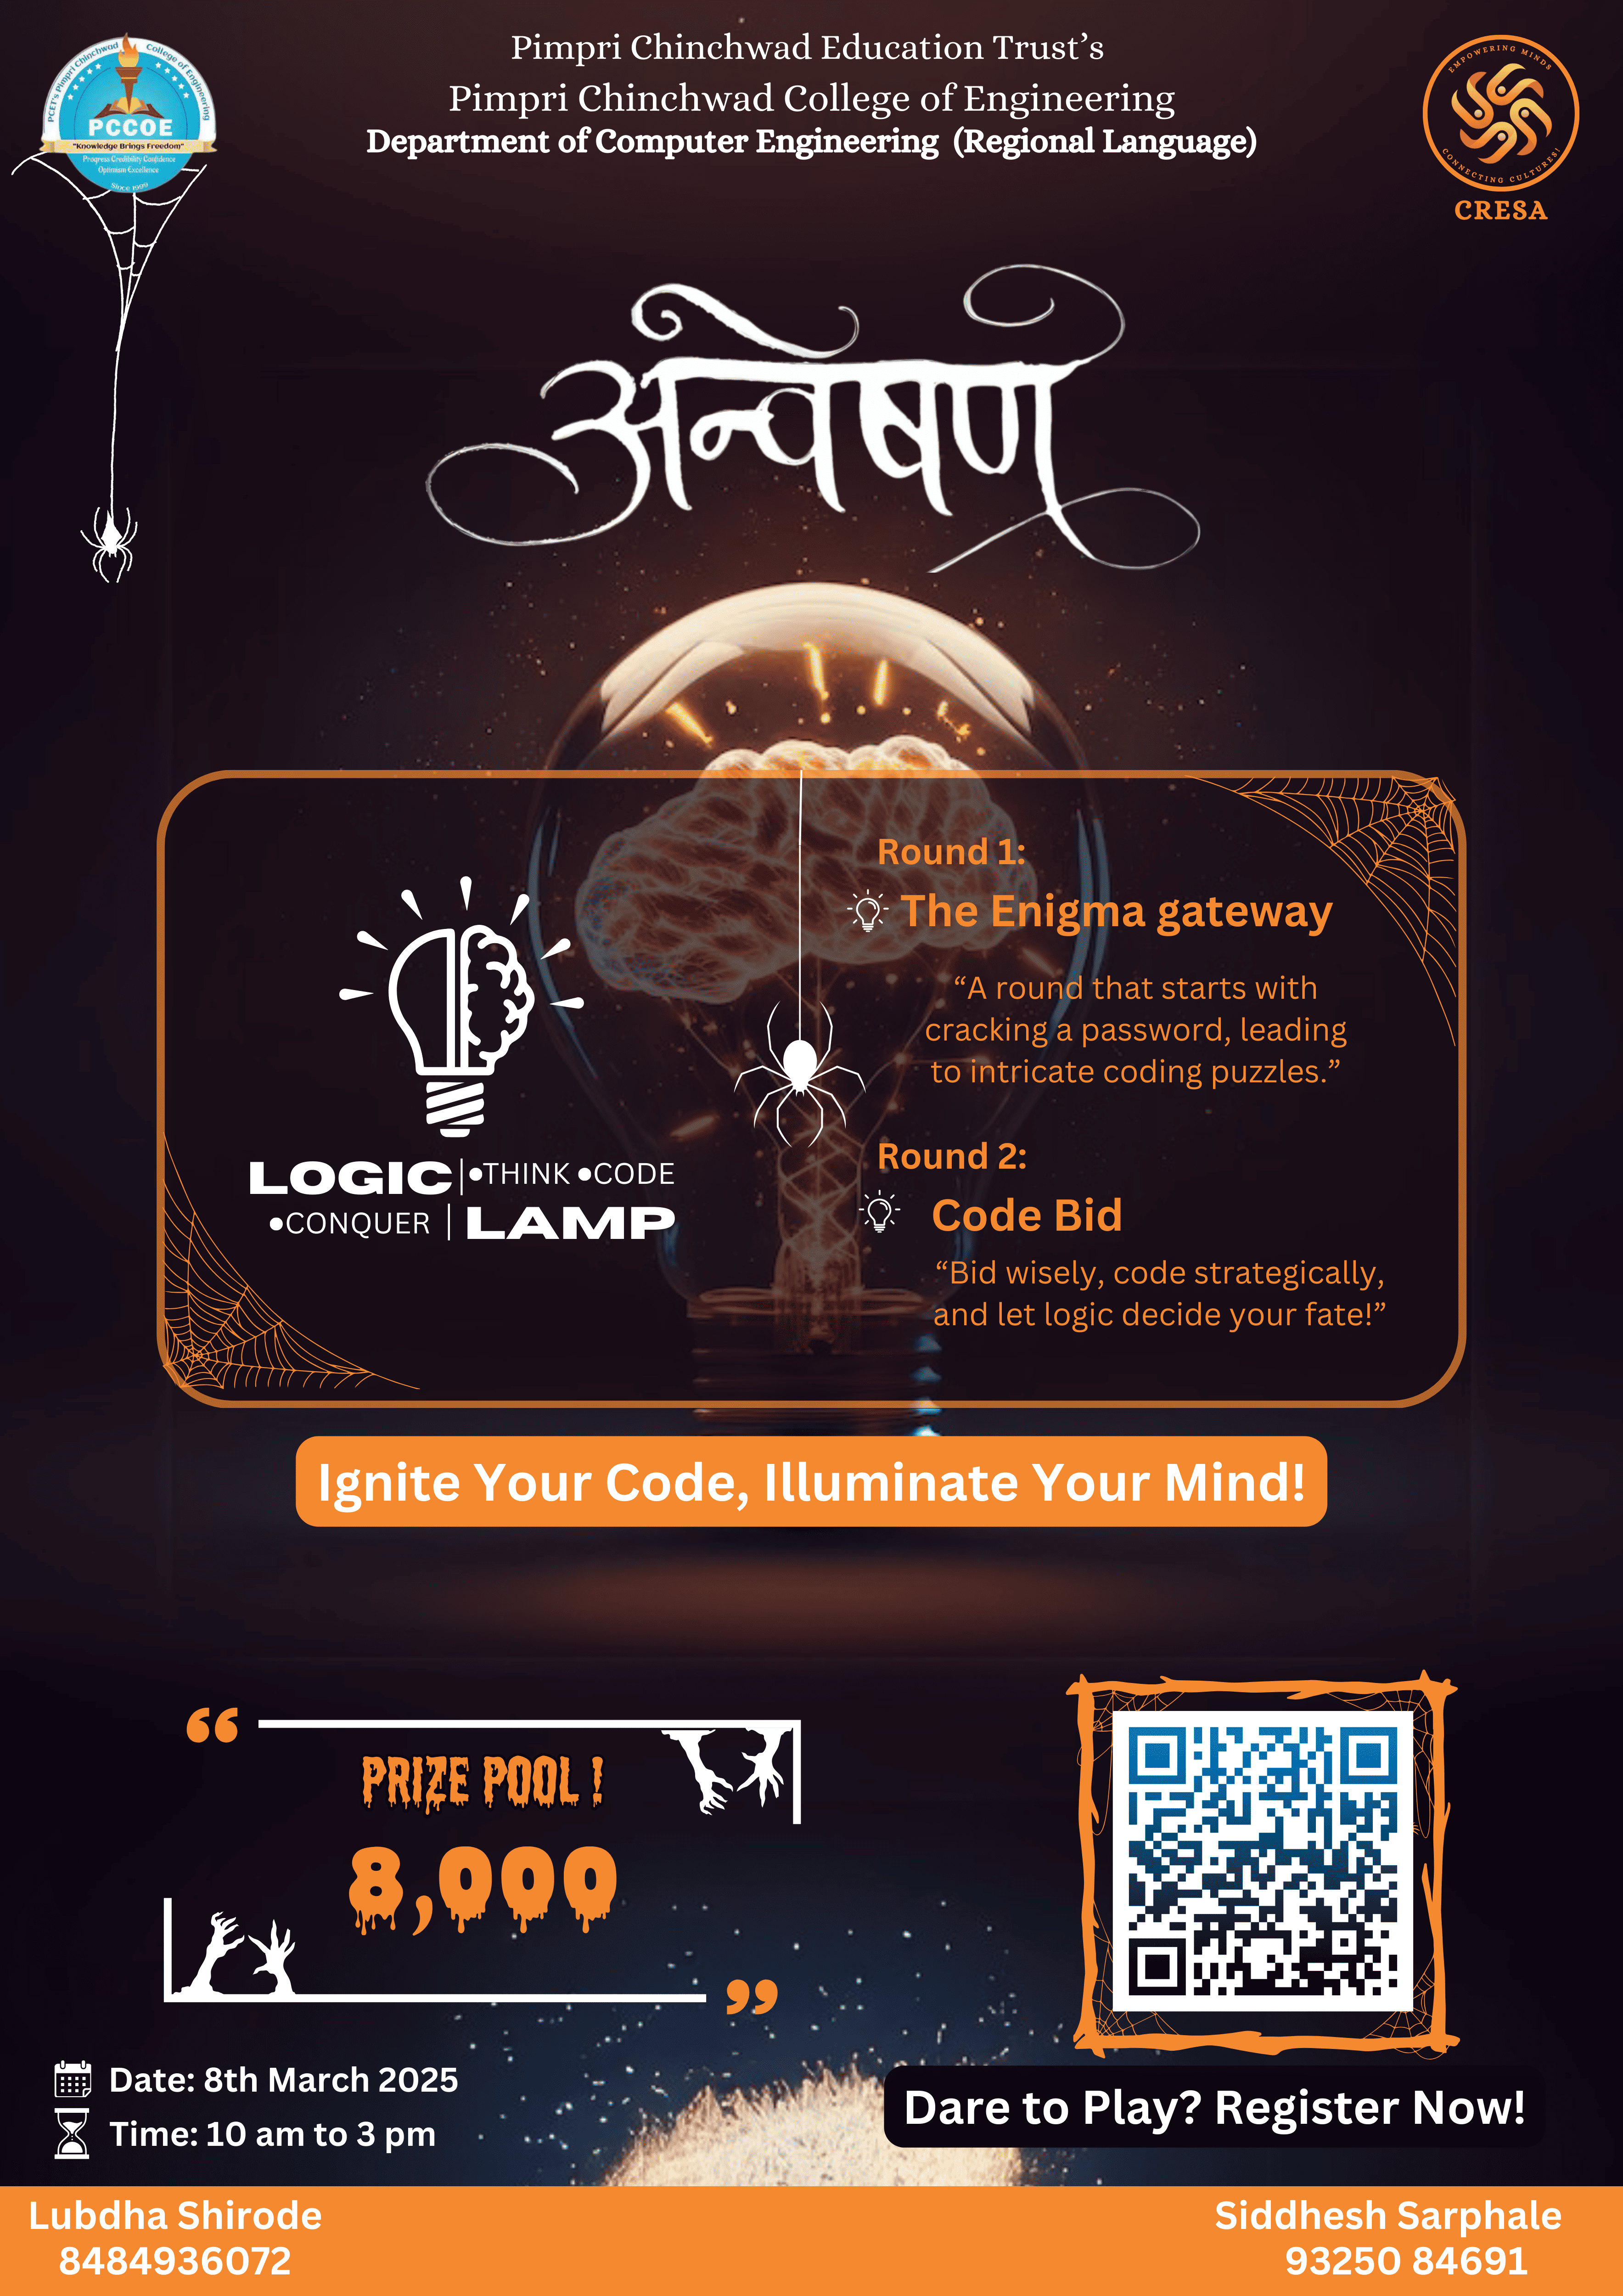 Pimpri Chinchwad Education Trust’s
Pimpri Chinchwad College of Engineering
Department of Computer Engineering (Regional Language)
PCET's Pimpri Chinchwad College of Engineering
PCCOE
"Knowledge Brings Freedom"
Progress Credibility Confidence
Optimism Excellence
Since 1999
EMPOWERING MINDS
CONNECTING CULTURES!
CRESA
अन्वेषण
LOGIC |•THINK •CODE
•CONQUER | LAMP
Round 1:
The Enigma gateway
“A round that starts with
cracking a password, leading
to intricate coding puzzles.”
Round 2:
Code Bid
“Bid wisely, code strategically,
and let logic decide your fate!”
Ignite Your Code, Illuminate Your Mind!
“
PRIZE POOL !
8,000
”
Date: 8th March 2025
Time: 10 am to 3 pm
Dare to Play? Register Now!
Lubdha Shirode
8484936072
Siddhesh Sarphale
93250 84691